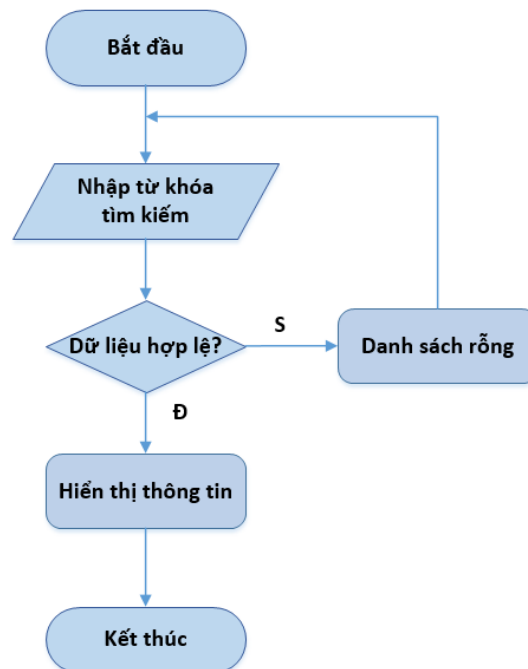 Bắt đầu
Nhập từ khóa
tìm kiếm
Dữ liệu hợp lệ?
S
Danh sách rỗng
Đ
Hiển thị thông tin
Kết thúc